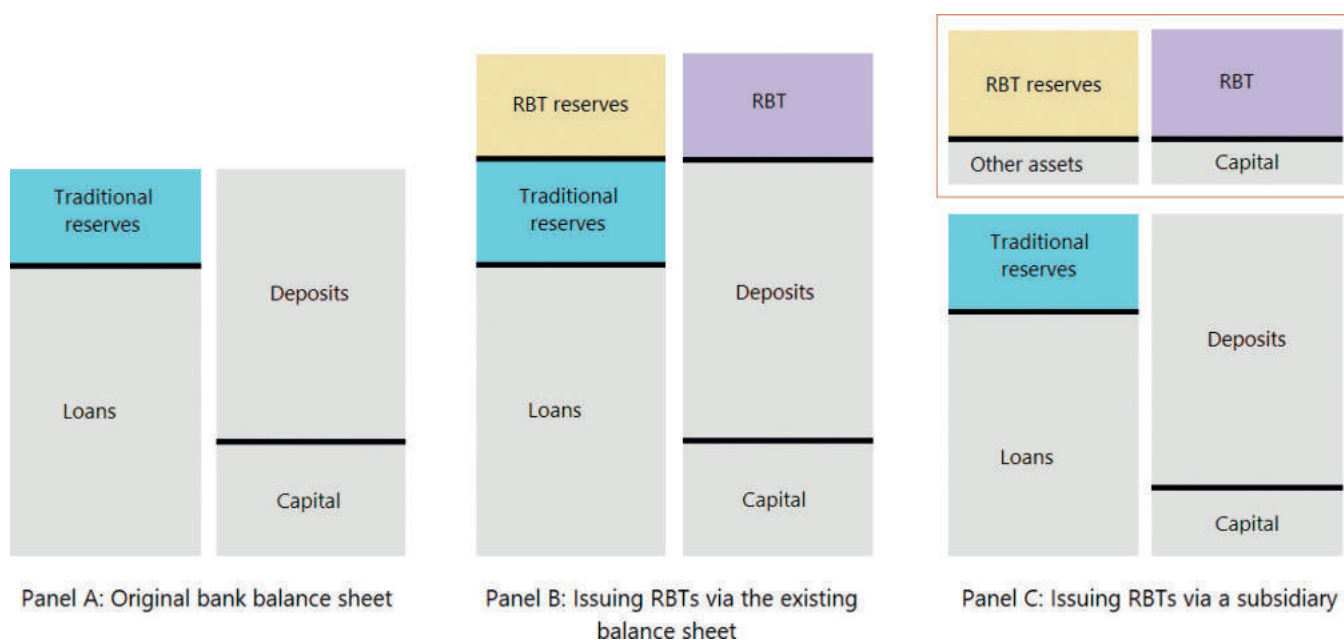 Traditional
reserves
Loans
Deposits
Capital
Panel A: Original bank balance sheet
RBT reserves
RBT
Traditional
reserves
Loans
Deposits
Capital
Panel B: Issuing RBTs via the existing
balance sheet
RBT reserves
RBT
Other assets
Capital
Traditional
reserves
Loans
Deposits
Capital
Panel C: Issuing RBTs via a subsidiary